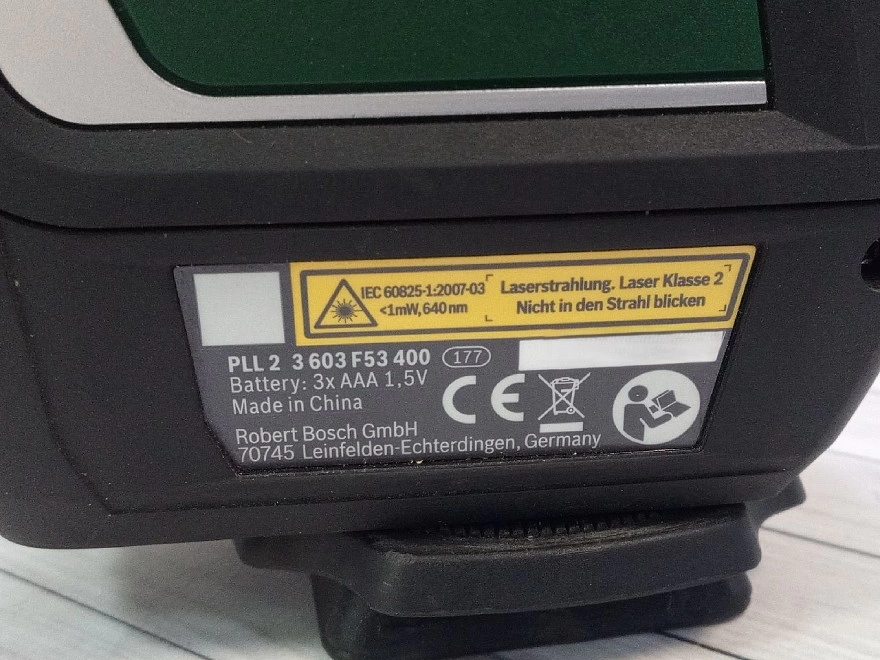 IEC 60825-1:2007-03
<1mW, 640 nm
Laserstrahlung. Laser Klasse 2
Nicht in den Strahl blicken
PLL 2 3 603 F53 400 177
Battery: 3x AAA 1,5V
Made in China
CE
Robert Bosch GmbH
70745 Leinfelden-Echterdingen, Germany